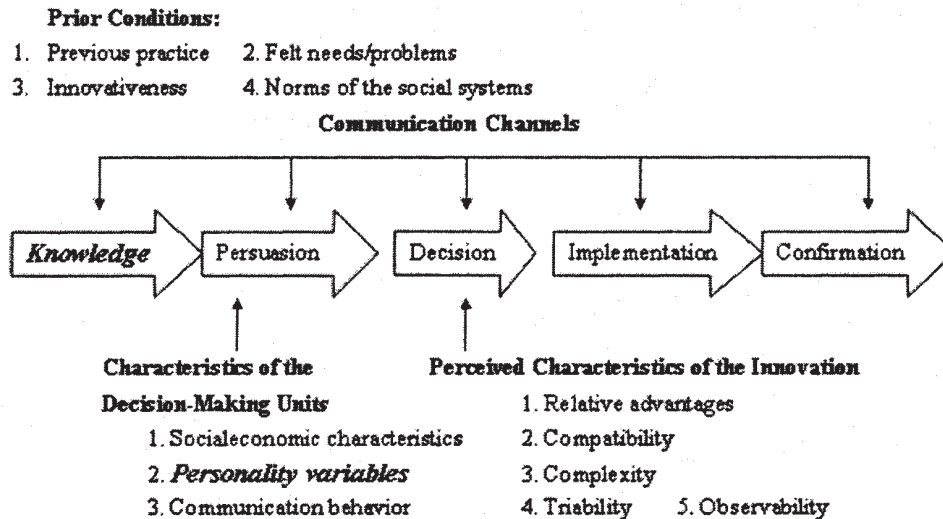 Prior Conditions:
1. Previous practice 2. Felt needs/problems
3. Innovativeness 4. Norms of the social systems
Communication Channels
Knowledge Persuasion Decision Implementation Confirmation
Characteristics of the
Decision-Making Units
1. Socialeconomic characteristics
2. Personality variables
3. Communication behavior
Perceived Characteristics of the Innovation
1. Relative advantages
2. Compatibility
3. Complexity
4. Triability 5. Observability